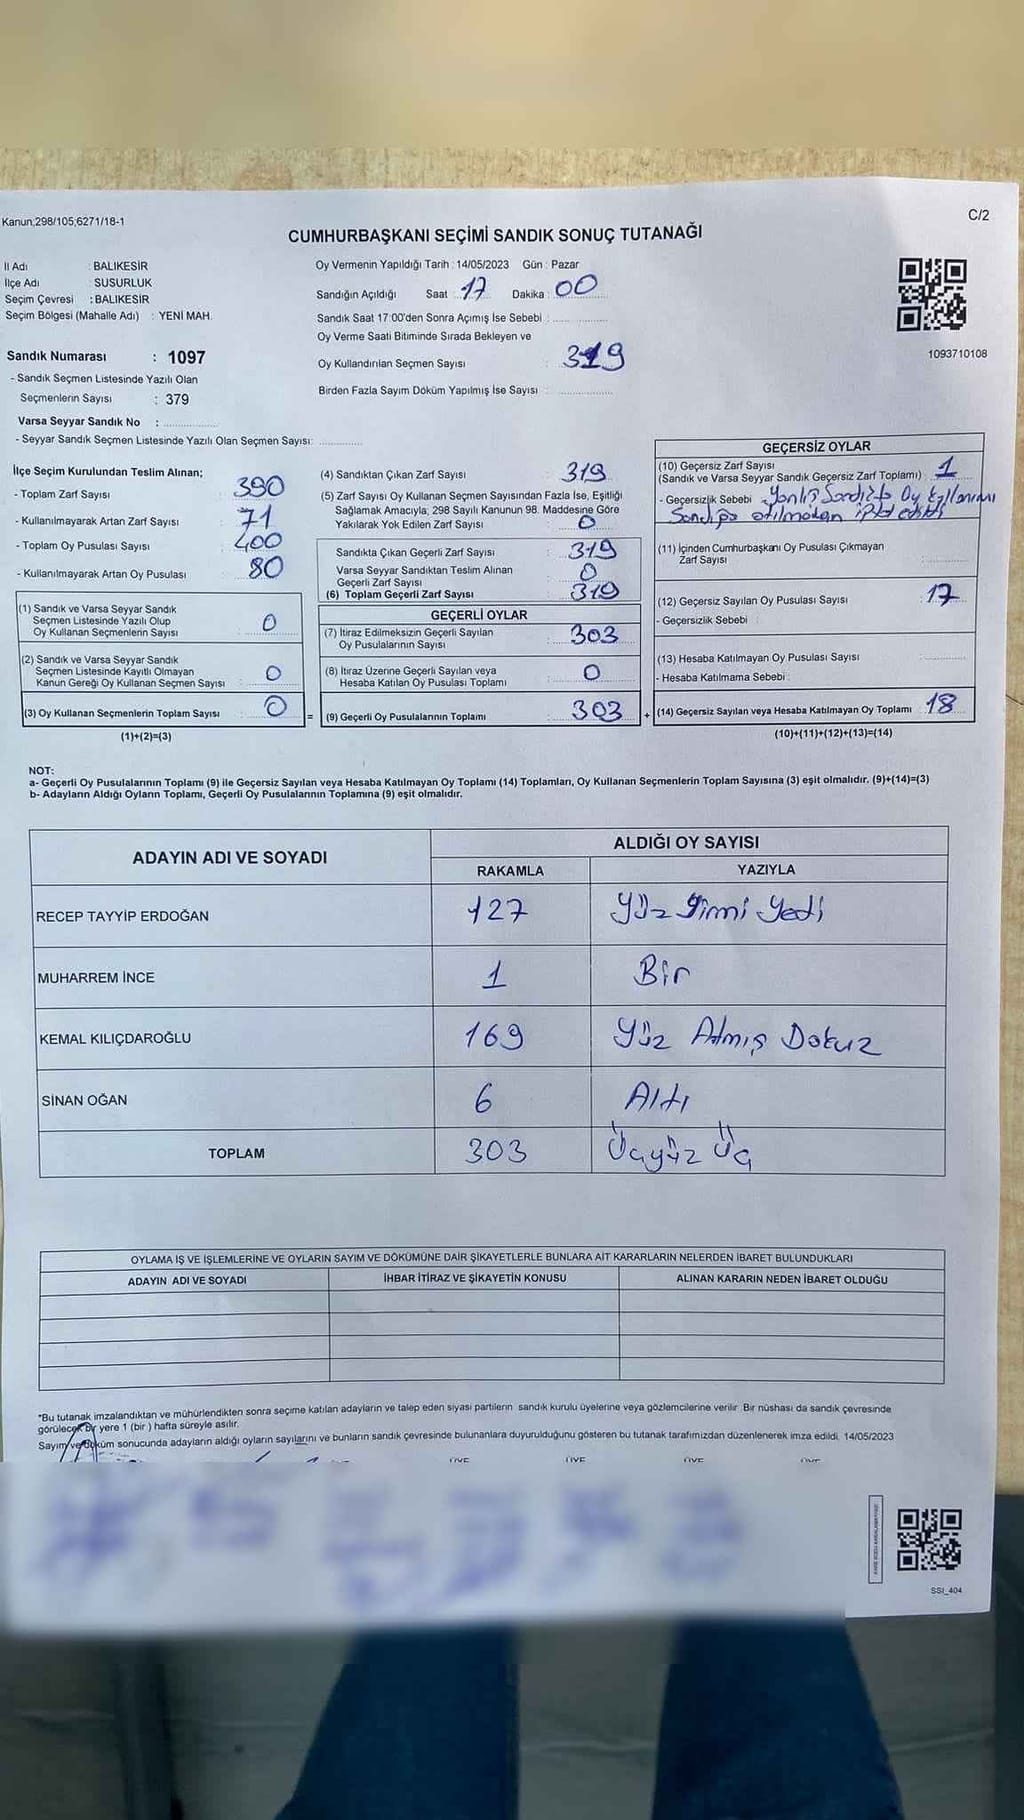 Kanun;298/105;6271/18-1
C/2
CUMHURBAŞKANI SEÇİMİ SANDIK SONUÇ TUTANAĞI
İl Adı : BALIKESİR
İlçe Adı : SUSURLUK
Seçim Çevresi : BALIKESİR
Seçim Bölgesi (Mahalle Adı) : YENİ MAH.
Sandık Numarası : 1097
- Sandık Seçmen Listesinde Yazılı Olan
Seçmenlerin Sayısı : 379
Varsa Seyyar Sandık No :
- Seyyar Sandık Seçmen Listesinde Yazılı Olan Seçmen Sayısı:
Oy Vermenin Yapıldığı Tarih : 14/05/2023 Gün : Pazar
Sandığın Açıldığı Saat : 17 Dakika : 00
Sandık Saat 17:00'den Sonra Açımış İse Sebebi :
Oy Verme Saati Bitiminde Sırada Bekleyen ve
Oy Kullandırılan Seçmen Sayısı : 319
Birden Fazla Sayım Döküm Yapılmış İse Sayısı :
1093710108
İlçe Seçim Kurulundan Teslim Alınan;
- Toplam Zarf Sayısı : 390
- Kullanılmayarak Artan Zarf Sayısı : 71
- Toplam Oy Pusulası Sayısı : 400
- Kullanılmayarak Artan Oy Pusulası : 80
(1) Sandık ve Varsa Seyyar Sandık
Seçmen Listesinde Yazılı Olup
Oy Kullanan Seçmenlerin Sayısı : 0
(2) Sandık ve Varsa Seyyar Sandık
Seçmen Listesinde Kayıtlı Olmayan
Kanun Gereği Oy Kullanan Seçmen Sayısı : 0
(3) Oy Kullanan Seçmenlerin Toplam Sayısı : 0
(1)+(2)=(3)
(4) Sandıktan Çıkan Zarf Sayısı : 319
(5) Zarf Sayısı Oy Kullanan Seçmen Sayısından Fazla İse, Eşitliği
Sağlamak Amacıyla; 298 Sayılı Kanunun 98. Maddesine Göre
Yakılarak Yok Edilen Zarf Sayısı : 0
Sandıkta Çıkan Geçerli Zarf Sayısı : 319
Varsa Seyyar Sandıktan Teslim Alınan
Geçerli Zarf Sayısı : 0
(6) Toplam Geçerli Zarf Sayısı : 319
GEÇERLİ OYLAR
(7) İtiraz Edilmeksizin Geçerli Sayılan
Oy Pusulalarının Sayısı : 303
(8) İtiraz Üzerine Geçerli Sayılan veya
Hesaba Katılan Oy Pusulası Toplamı : 0
= (9) Geçerli Oy Pusulalarının Toplamı : 303 +
GEÇERSİZ OYLAR
(10) Geçersiz Zarf Sayısı
(Sandık ve Varsa Seyyar Sandık Geçersiz Zarf Toplamı) : 1
- Geçersizlik Sebebi : Yanlış Sandıkta Oy Kullanımı
Sandığa atılmadan iptal edildi
(11) İçinden Cumhurbaşkanı Oy Pusulası Çıkmayan
Zarf Sayısı :
(12) Geçersiz Sayılan Oy Pusulası Sayısı : 17
- Geçersizlik Sebebi :
(13) Hesaba Katılmayan Oy Pusulası Sayısı :
- Hesaba Katılmama Sebebi :
(14) Geçersiz Sayılan veya Hesaba Katılmayan Oy Toplamı : 18
(10)+(11)+(12)+(13)=(14)
NOT:
a- Geçerli Oy Pusulalarının Toplamı (9) ile Geçersiz Sayılan veya Hesaba Katılmayan Oy Toplamı (14) Toplamları, Oy Kullanan Seçmenlerin Toplam Sayısına (3) eşit olmalıdır. (9)+(14)=(3)
b- Adayların Aldığı Oyların Toplamı, Geçerli Oy Pusulalarının Toplamına (9) eşit olmalıdır.
ADAYIN ADI VE SOYADI ALDIĞI OY SAYISI
RAKAMLA YAZIYLA
RECEP TAYYİP ERDOĞAN 127 Yüz Yirmi Yedi
MUHARREM İNCE 1 Bir
KEMAL KILIÇDAROĞLU 169 Yüz Atmış Dokuz
SİNAN OĞAN 6 Altı
TOPLAM 303 Üçyüz Üç
OYLAMA İŞ VE İŞLEMLERİNE VE OYLARIN SAYIM VE DÖKÜMÜNE DAİR ŞİKAYETLERLE BUNLARA AİT KARARLARIN NELERDEN İBARET BULUNDUKLARI
ADAYIN ADI VE SOYADI İHBAR İTİRAZ VE ŞİKAYETİN KONUSU ALINAN KARARIN NEDEN İBARET OLDUĞU
*Bu tutanak imzalandıktan ve mühürlendikten sonra seçime katılan adayların ve talep eden siyasi partilerin sandık kurulu üyelerine veya gözlemcilerine verilir. Bir nüshası da sandık çevresinde
görülecek bir yere 1 (bir ) hafta süreyle asılır.
Sayım ve döküm sonucunda adayların aldığı oyların sayılarını ve bunların sandık çevresinde bulunanlara duyurulduğunu gösteren bu tutanak tarafımızdan düzenlenerek imza edildi. 14/05/2023
ÜYE ÜYE ÜYE ÜYE
SSI_404